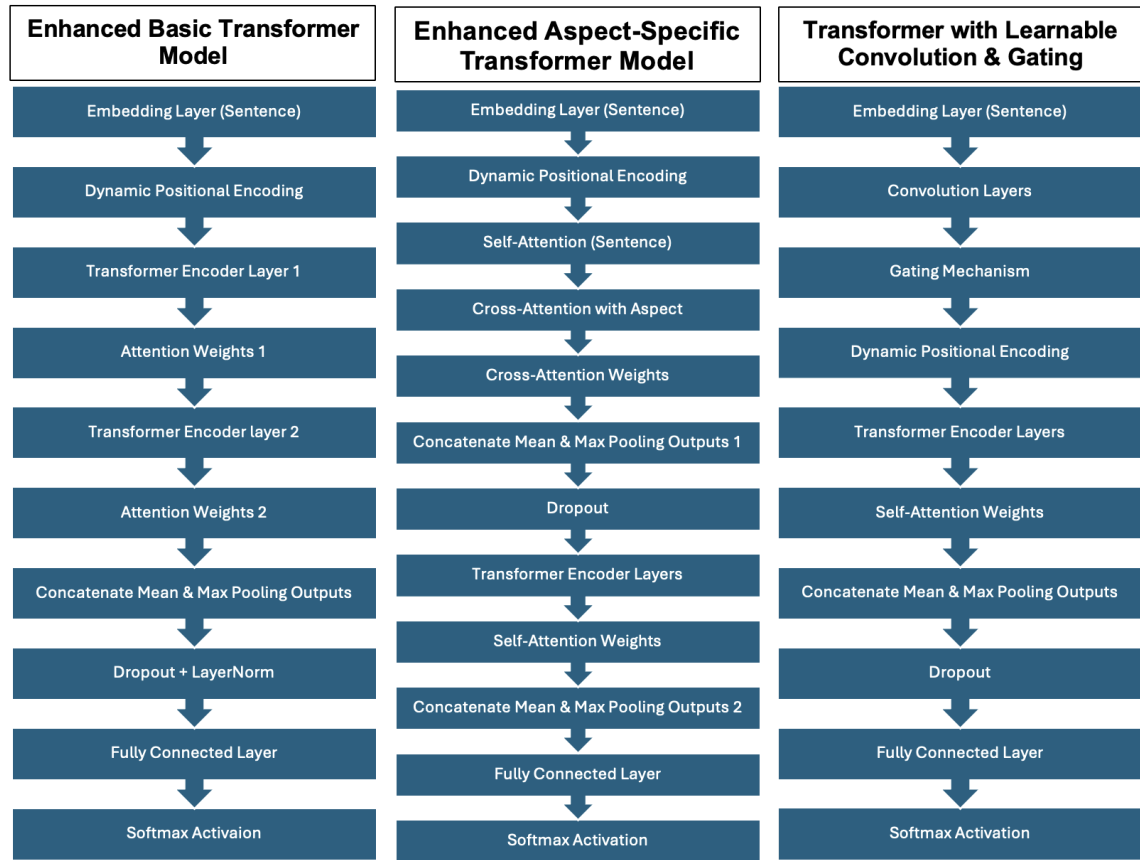 Enhanced Basic Transformer
Model
Embedding Layer (Sentence)
Dynamic Positional Encoding
Transformer Encoder Layer 1
Attention Weights 1
Transformer Encoder layer 2
Attention Weights 2
Concatenate Mean & Max Pooling Outputs
Dropout + LayerNorm
Fully Connected Layer
Softmax Activaion
Enhanced Aspect-Specific
Transformer Model
Embedding Layer (Sentence)
Dynamic Positional Encoding
Self-Attention (Sentence)
Cross-Attention with Aspect
Cross-Attention Weights
Concatenate Mean & Max Pooling Outputs 1
Dropout
Transformer Encoder Layers
Self-Attention Weights
Concatenate Mean & Max Pooling Outputs 2
Fully Connected Layer
Softmax Activation
Transformer with Learnable
Convolution & Gating
Embedding Layer (Sentence)
Convolution Layers
Gating Mechanism
Dynamic Positional Encoding
Transformer Encoder Layers
Self-Attention Weights
Concatenate Mean & Max Pooling Outputs
Dropout
Fully Connected Layer
Softmax Activation